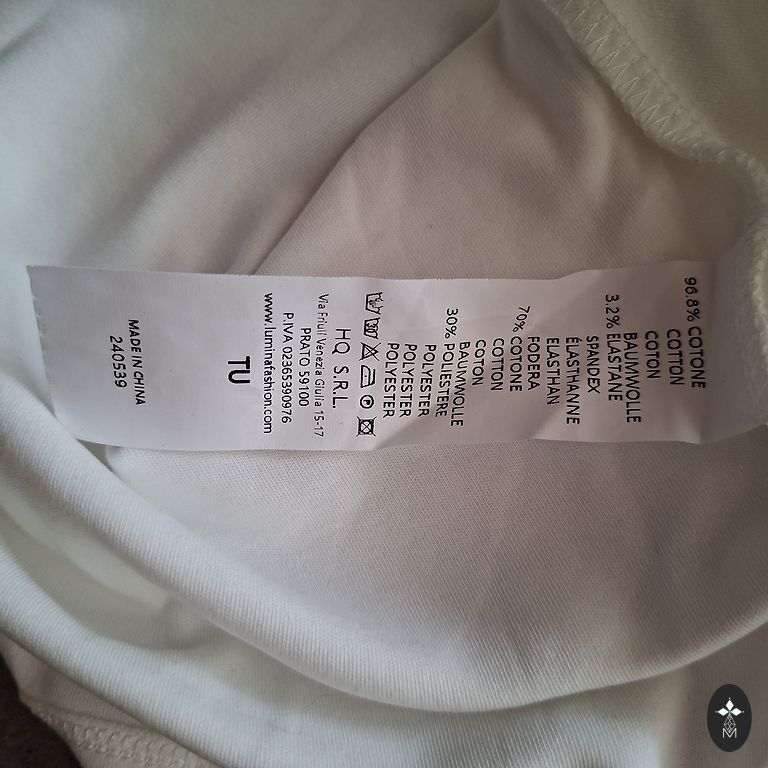 96.8% COTONE
COTTON
COTON
BAUMWOLLE
3.2% ELASTANE
SPANDEX
ÉLASTHANNE
ELASTHAN
FODERA
70% COTONE
COTTON
COTON
BAUMWOLLE
30% POLIESTERE
POLYESTER
POLYESTER
POLYESTER
HQ S.R.L.
Via Friuli Venezia Giulia 15-17
PRATO 59100
P.IVA 02365390976
www.luminafashion.com
TU
MADE IN CHINA
240539
M